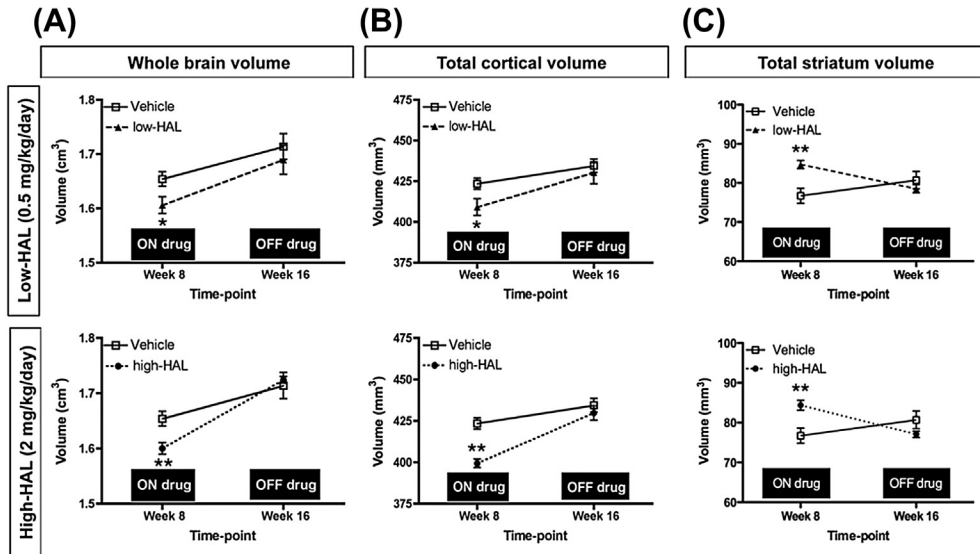 (A)
(B)
(C)
Whole brain volume
Total cortical volume
Total striatum volume
Low-HAL (0.5 mg/kg/day)
Volume (cm³)
1.8
1.7
1.6
1.5
Vehicle
low-HAL
*
ON drug
OFF drug
Week 8
Week 16
Time-point
Volume (mm³)
475
450
425
400
375
Vehicle
low-HAL
*
ON drug
OFF drug
Week 8
Week 16
Time-point
Volume (mm³)
100
90
80
70
60
Vehicle
low-HAL
**
ON drug
OFF drug
Week 8
Week 16
Time-point
High-HAL (2 mg/kg/day)
Volume (cm³)
1.8
1.7
1.6
1.5
Vehicle
high-HAL
**
ON drug
OFF drug
Week 8
Week 16
Time-point
Volume (mm³)
475
450
425
400
375
Vehicle
high-HAL
**
ON drug
OFF drug
Week 8
Week 16
Time-point
Volume (mm³)
100
90
80
70
60
Vehicle
high-HAL
**
ON drug
OFF drug
Week 8
Week 16
Time-point